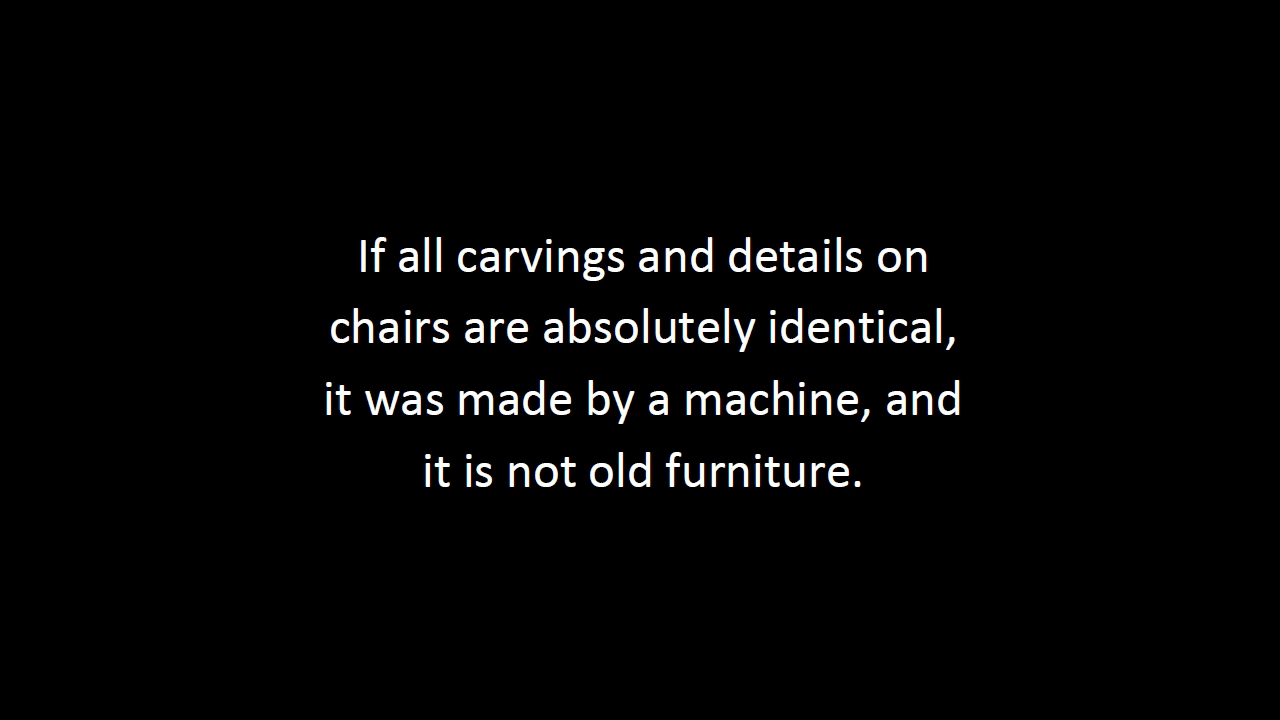 If all carvings and details on
chairs are absolutely identical,
it was made by a machine, and
it is not old furniture.